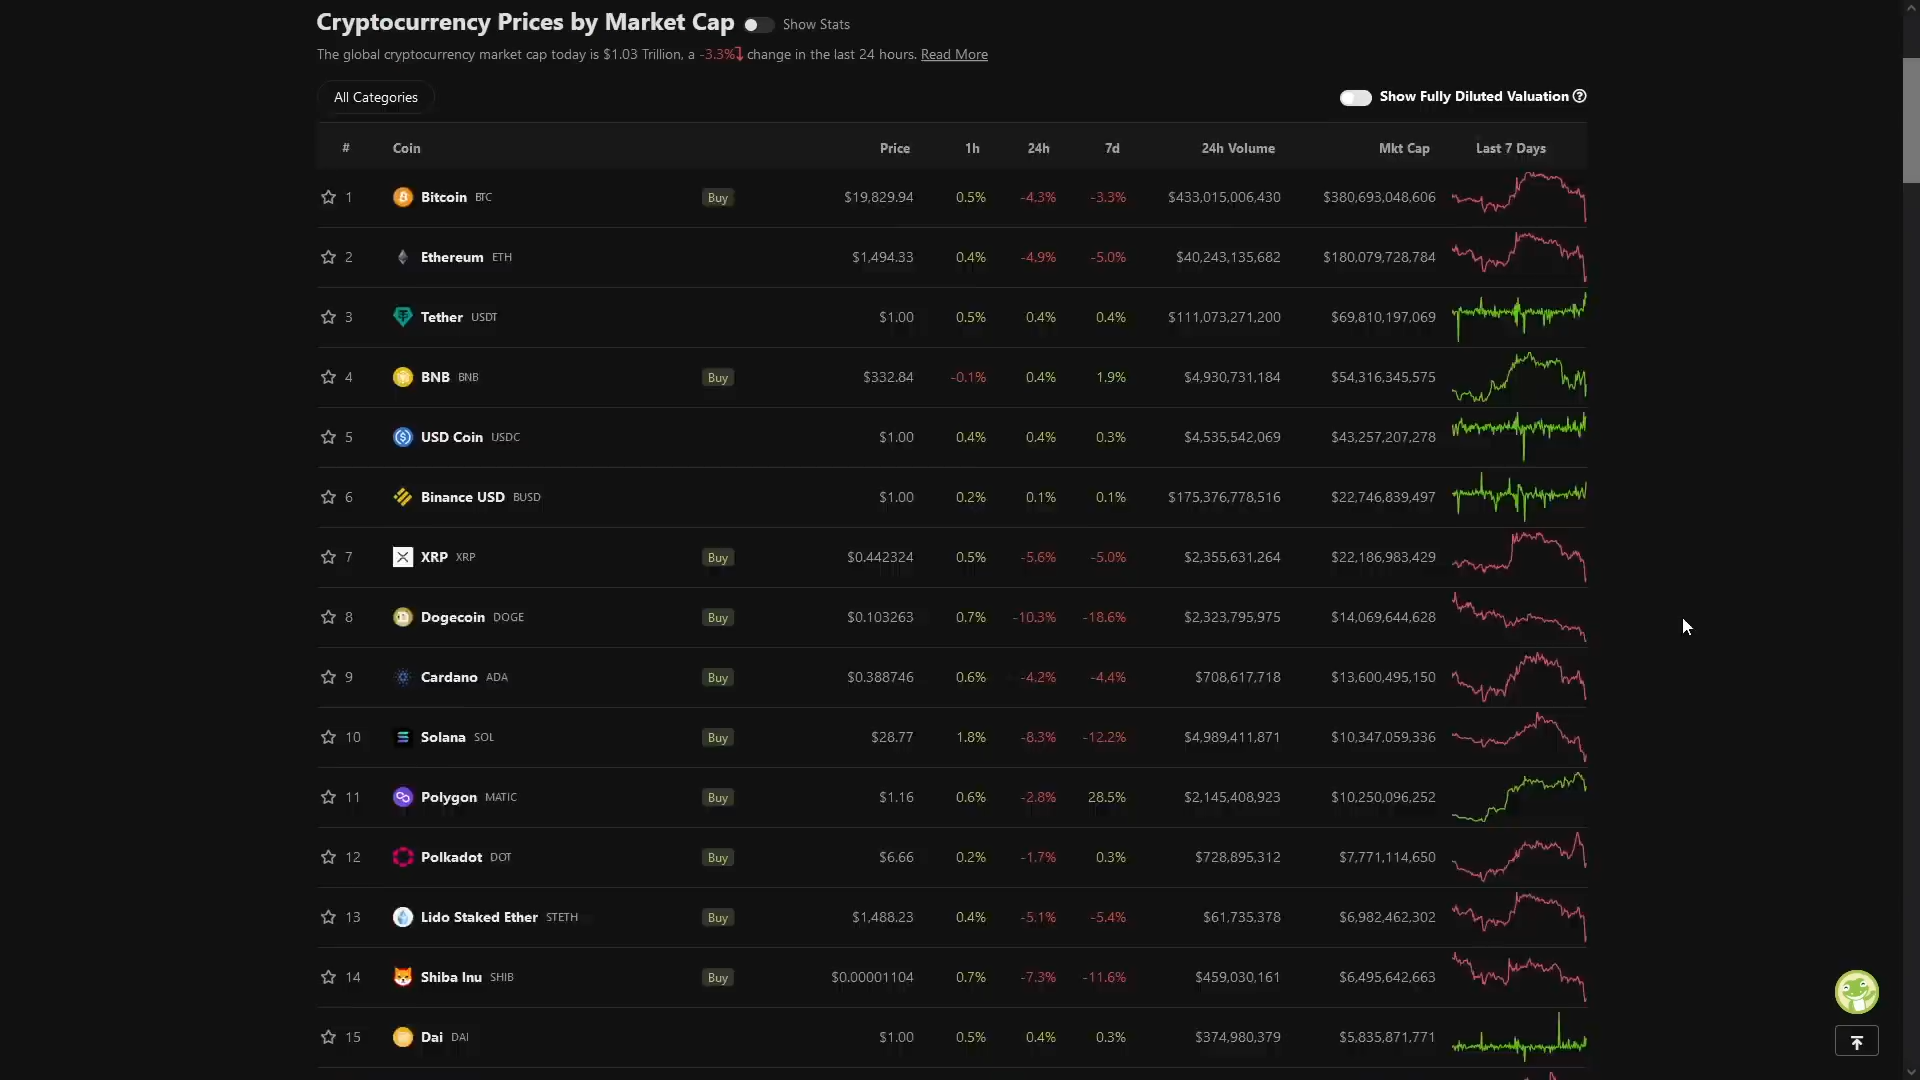 Cryptocurrency Prices by Market Cap Show Stats
The global cryptocurrency market cap today is $1.03 Trillion, a -3.3% change in the last 24 hours. Read More
All Categories Show Fully Diluted Valuation
# Coin Price 1h 24h 7d 24h Volume Mkt Cap Last 7 Days
1 Bitcoin BTC Buy $19,829.94 0.5% -4.3% -3.3% $433,015,006,430 $380,693,048,606
2 Ethereum ETH $1,494.33 0.4% -4.9% -5.0% $40,243,135,682 $180,079,728,784
3 Tether USDT $1.00 0.5% 0.4% 0.4% $111,073,271,200 $69,810,197,069
4 BNB BNB Buy $332.84 -0.1% 0.4% 1.9% $4,930,731,184 $54,316,345,575
5 USD Coin USDC $1.00 0.4% 0.4% 0.3% $4,535,542,069 $43,257,207,278
6 Binance USD BUSD $1.00 0.2% 0.1% 0.1% $175,376,778,516 $22,746,839,497
7 XRP XRP Buy $0.442324 0.5% -5.6% -5.0% $2,355,631,264 $22,186,983,429
8 Dogecoin DOGE Buy $0.103263 0.7% -10.3% -18.6% $2,323,795,975 $14,069,644,628
9 Cardano ADA Buy $0.388746 0.6% -4.2% -4.4% $708,617,718 $13,600,495,150
10 Solana SOL Buy $28.77 1.8% -8.3% -12.2% $4,989,411,871 $10,347,059,336
11 Polygon MATIC Buy $1.16 0.6% -2.8% 28.5% $2,145,408,923 $10,250,096,252
12 Polkadot DOT Buy $6.66 0.2% -1.7% 0.3% $728,895,312 $7,771,114,650
13 Lido Staked Ether STETH Buy $1,488.23 0.4% -5.1% -5.4% $61,735,378 $6,982,462,302
14 Shiba Inu SHIB Buy $0.00001104 0.7% -7.3% -11.6% $459,030,161 $6,495,642,663
15 Dai DAI $1.00 0.5% 0.4% 0.3% $374,980,379 $5,835,871,771